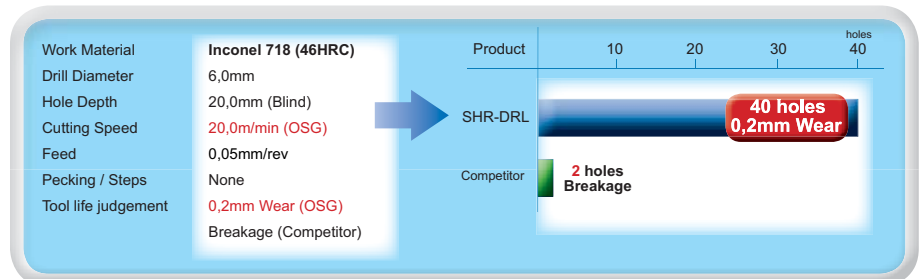 Work Material Inconel 718 (46HRC)
Drill Diameter 6,0mm
Hole Depth 20,0mm (Blind)
Cutting Speed 20,0m/min (OSG)
Feed 0,05mm/rev
Pecking / Steps None
Tool life judgement 0,2mm Wear (OSG)
Breakage (Competitor)
holes
Product 10 20 30 40
SHR-DRL 40 holes
0,2mm Wear
Competitor 2 holes
Breakage